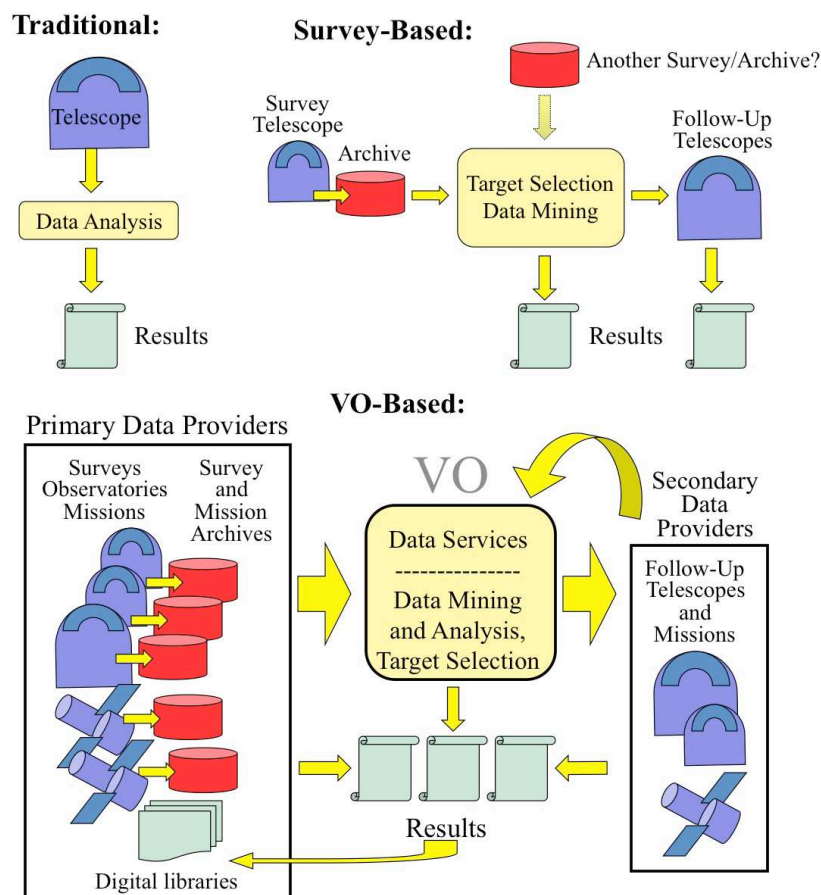 Traditional:
Telescope
Data Analysis
Results
Survey-Based:
Another Survey/Archive?
Survey
Telescope
Archive
Target Selection
Data Mining
Follow-Up
Telescopes
Results
VO-Based:
Primary Data Providers
Surveys
Observatories
Missions
Survey
and
Mission
Archives
Digital libraries
VO
Data Services
---------------
Data Mining
and Analysis,
Target Selection
Results
Secondary
Data
Providers
Follow-Up
Telescopes
and
Missions